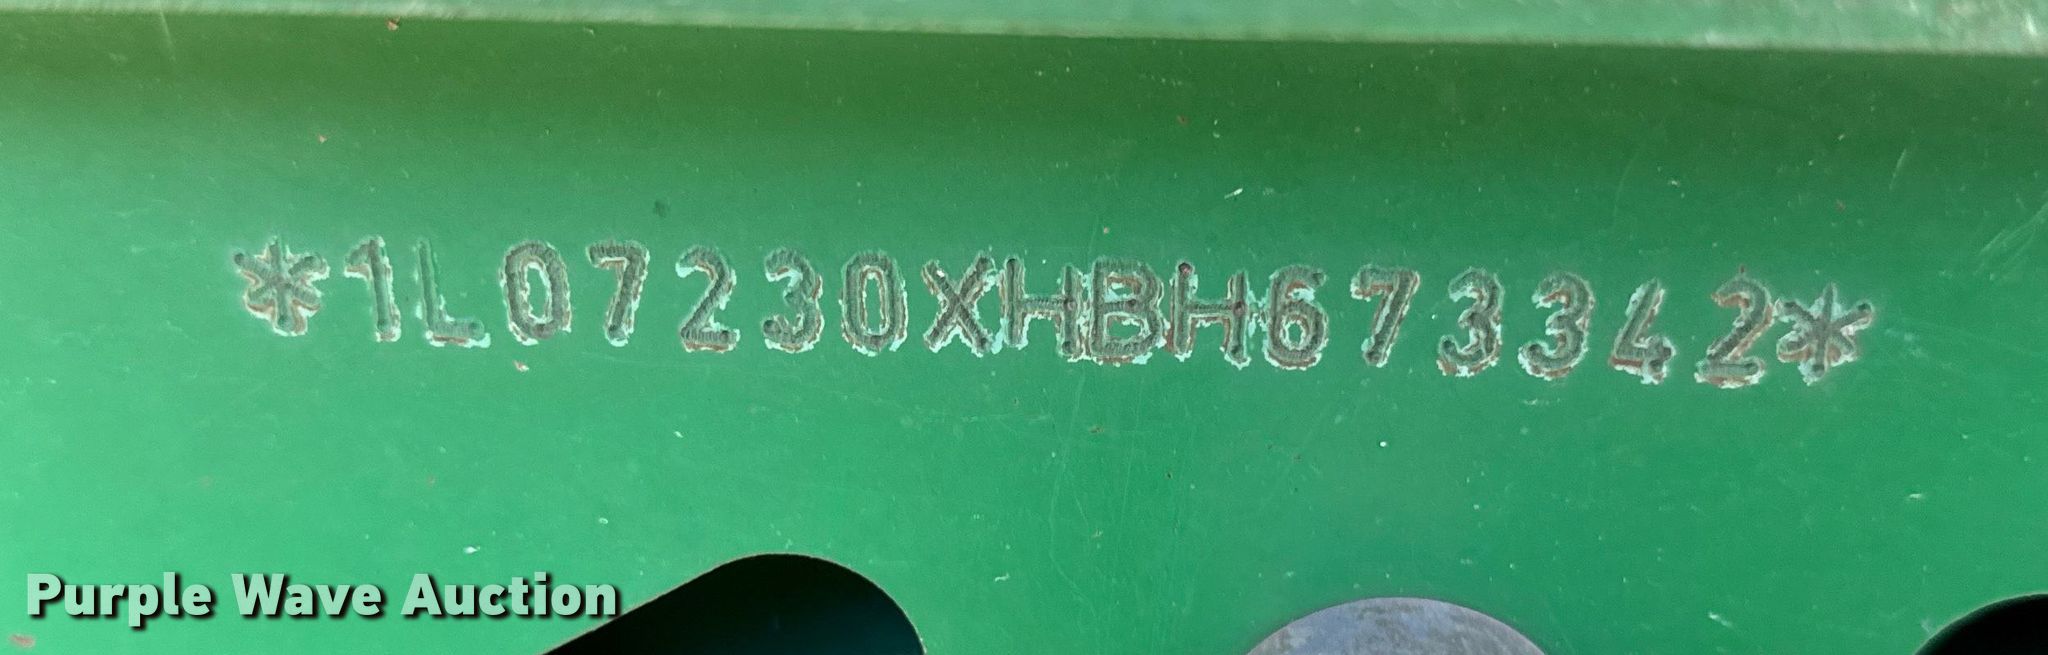 *1L07230XHBH673342*
Purple Wave Auction